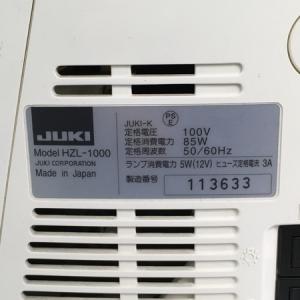 JUKI
Model HZL-1000
JUKI CORPORATION
Made in Japan
JUKI-K
PS
E
定格電圧 100V
定格消費電力 85W
定格周波数 50/60Hz
ランプ消費電力 5W(12V) ヒューズ定格電流 3A
製造番号 113633